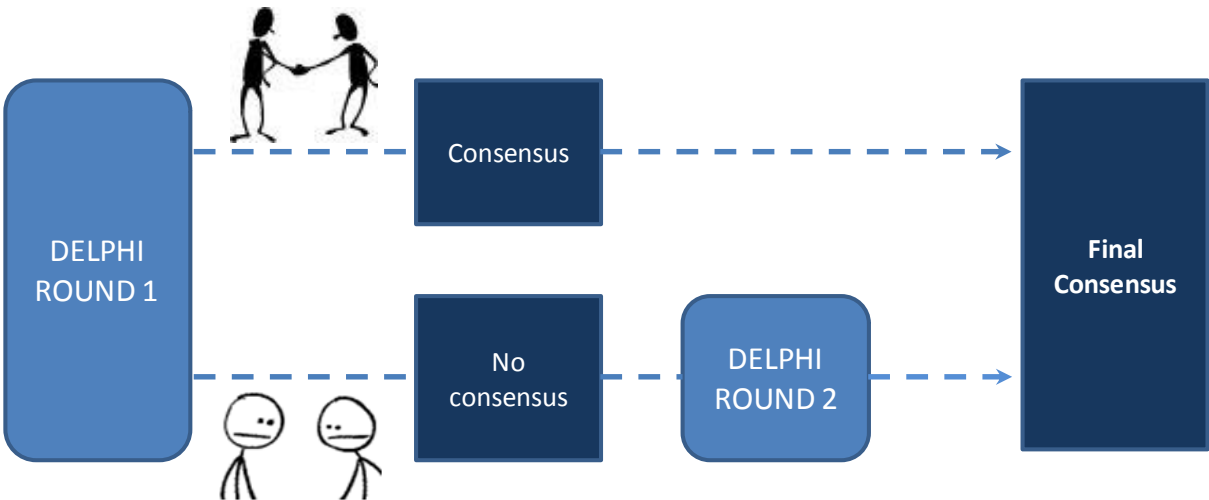 DELPHI
ROUND 1
Consensus
No
consensus
DELPHI
ROUND 2
Final
Consensus